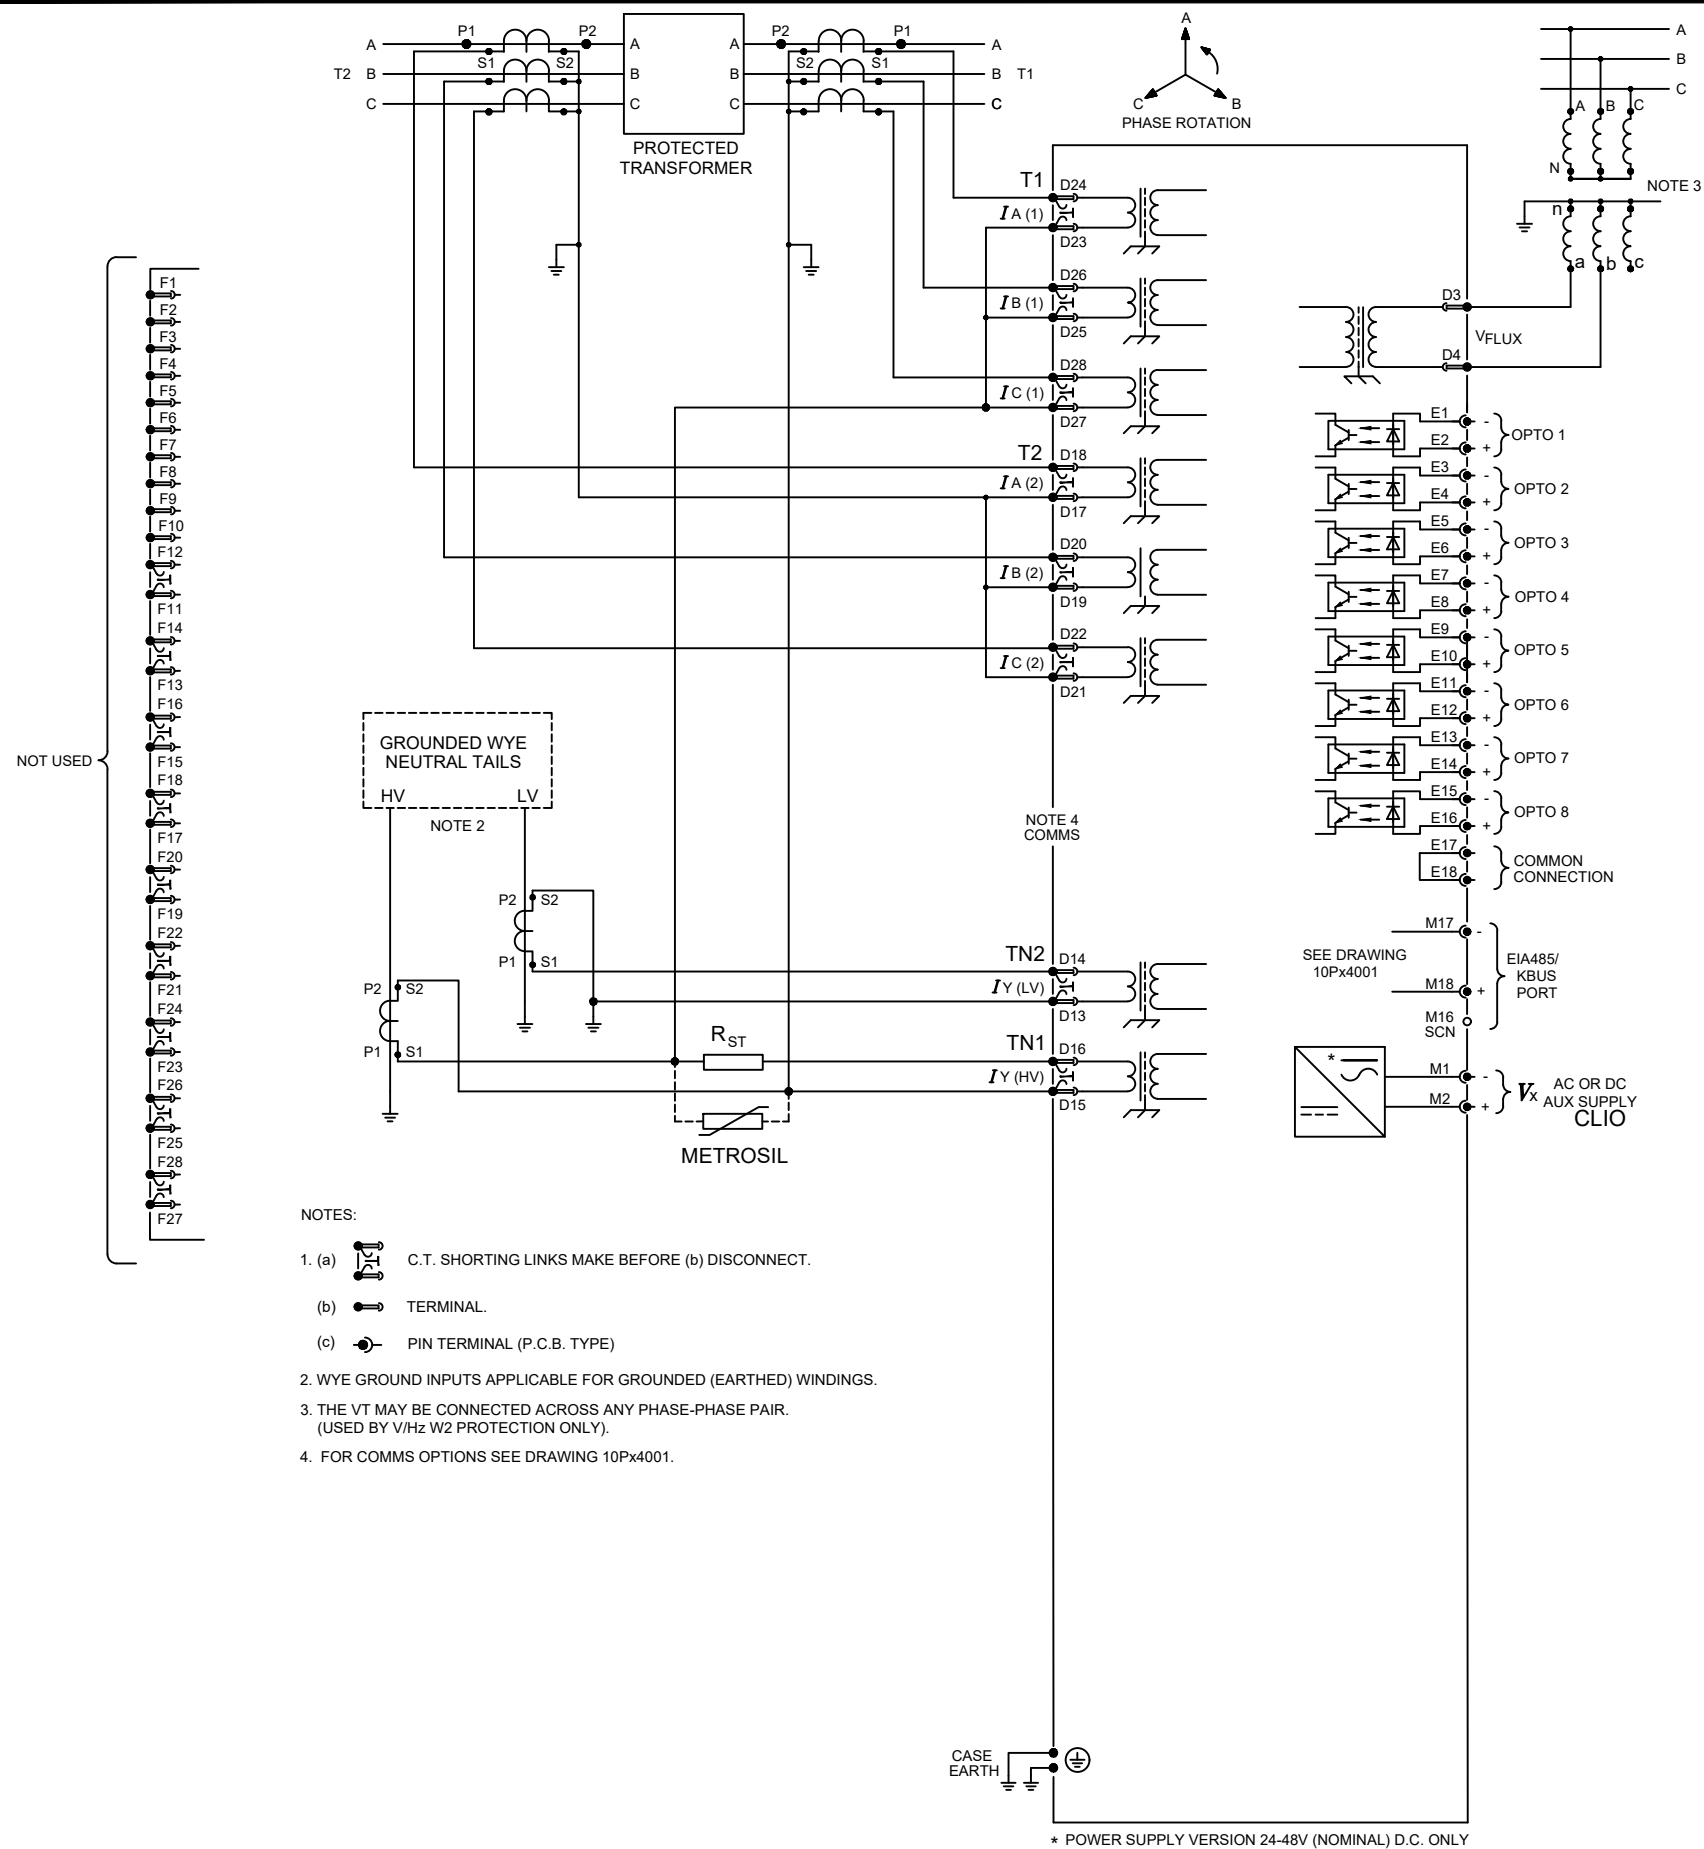 P1 P2 P2 P1
A A A A
S1 S2 S2 S1
T2 B B B B T1
C C C C
PROTECTED
TRANSFORMER
A
C B
PHASE ROTATION
A
B
C
A B C
N
NOTE 3
n
a b c
D3
VFLUX
D4
T1 D24
I A (1)
D23
D26
I B (1)
D25
D28
I C (1)
D27
T2 D18
I A (2)
D17
D20
I B (2)
D19
D22
I C (2)
D21
NOT USED
F1
F2
F3
F4
F5
F6
F7
F8
F9
F10
F12
F11
F14
F13
F16
F15
F18
F17
F20
F19
F22
F21
F24
F23
F26
F25
F28
F27
E1 -
OPTO 1
E2 +
E3 -
OPTO 2
E4 +
E5 -
OPTO 3
E6 +
E7 -
OPTO 4
E8 +
E9 -
OPTO 5
E10 +
E11 -
OPTO 6
E12 +
E13 -
OPTO 7
E14 +
E15 -
OPTO 8
E16 +
E17
COMMON
E18 CONNECTION
GROUNDED WYE
NEUTRAL TAILS
HV LV
NOTE 2
NOTE 4
COMMS
P2 S2
P1 S1
P2 S2
P1 S1
TN2 D14
I Y (LV)
D13
RST
TN1 D16
I Y (HV)
D15
METROSIL
M17 -
SEE DRAWING
10Px4001
EIA485/
KBUS
PORT
M18 +
M16
SCN
*
M1 -
M2 +
Vx AC OR DC
AUX SUPPLY
CLIO
NOTES:
1. (a) C.T. SHORTING LINKS MAKE BEFORE (b) DISCONNECT.
(b) TERMINAL.
(c) PIN TERMINAL (P.C.B. TYPE)
2. WYE GROUND INPUTS APPLICABLE FOR GROUNDED (EARTHED) WINDINGS.
3. THE VT MAY BE CONNECTED ACROSS ANY PHASE-PHASE PAIR.
(USED BY V/Hz W2 PROTECTION ONLY).
4. FOR COMMS OPTIONS SEE DRAWING 10Px4001.
CASE
EARTH
* POWER SUPPLY VERSION 24-48V (NOMINAL) D.C. ONLY